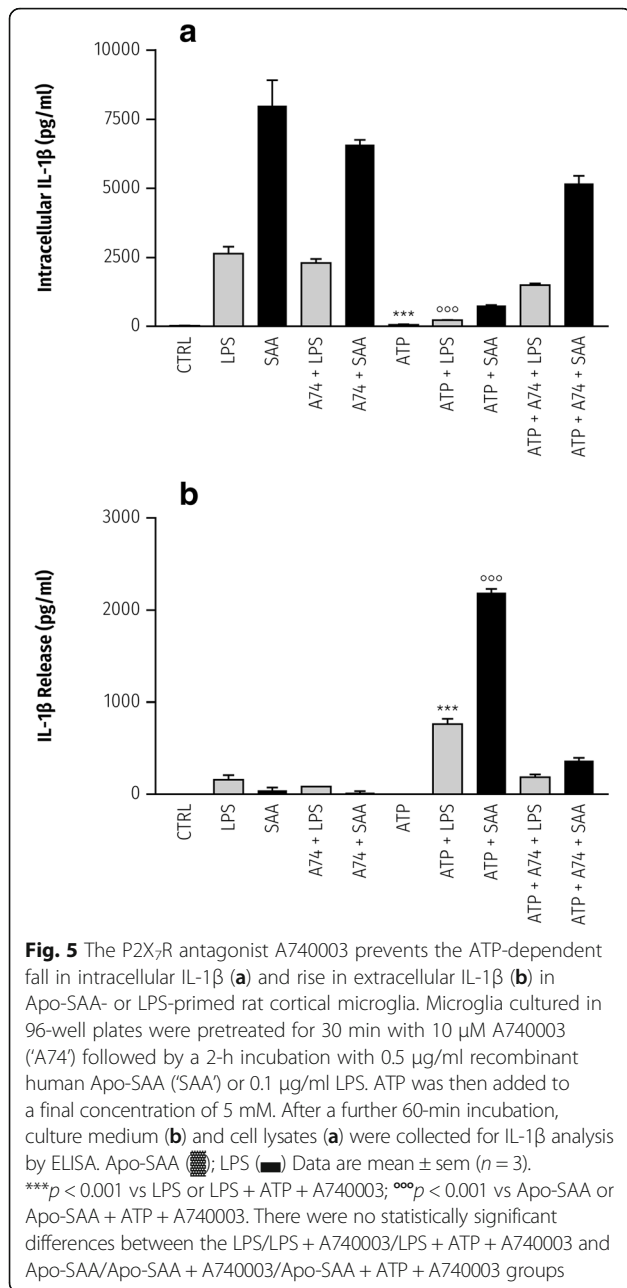 a
10000
7500
5000
2500
0
Intracellular IL-1β (pg/ml)
*** °°°
CTRL
LPS
SAA
A74 + LPS
A74 + SAA
ATP
ATP + LPS
ATP + SAA
ATP + A74 + LPS
ATP + A74 + SAA
b
3000
2000
1000
0
IL-1β Release (pg/ml)
°°°
***
CTRL
LPS
SAA
A74 + LPS
A74 + SAA
ATP
ATP + LPS
ATP + SAA
ATP + A74 + LPS
ATP + A74 + SAA
Fig. 5 The P2X₇R antagonist A740003 prevents the ATP-dependent
fall in intracellular IL-1β (a) and rise in extracellular IL-1β (b) in
Apo-SAA- or LPS-primed rat cortical microglia. Microglia cultured in
96-well plates were pretreated for 30 min with 10 μM A740003
('A74') followed by a 2-h incubation with 0.5 μg/ml recombinant
human Apo-SAA ('SAA') or 0.1 μg/ml LPS. ATP was then added to
a final concentration of 5 mM. After a further 60-min incubation,
culture medium (b) and cell lysates (a) were collected for IL-1β analysis
by ELISA. Apo-SAA (▓); LPS (▬) Data are mean ± sem (n = 3).
***p < 0.001 vs LPS or LPS + ATP + A740003; °°°p < 0.001 vs Apo-SAA or
Apo-SAA + ATP + A740003. There were no statistically significant
differences between the LPS/LPS + A740003/LPS + ATP + A740003 and
Apo-SAA/Apo-SAA + A740003/Apo-SAA + ATP + A740003 groups